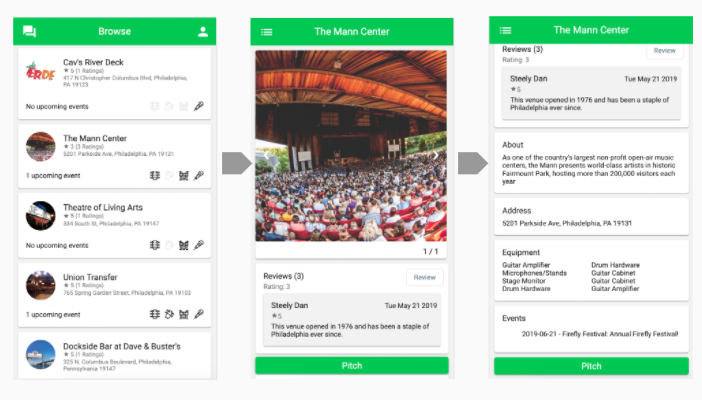 Browse
Cav's River Deck
★ 5 (1 Ratings)
417 N Christopher Columbus Blvd, Philadelphia,
PA 19123
No upcoming events
The Mann Center
★ 3 (3 Ratings)
5201 Parkside Ave, Philadelphia, PA 19131
1 upcoming event
Theatre of Living Arts
★ 5 (1 Ratings)
334 South St, Philadelphia, PA 19147
No upcoming events
Union Transfer
★ 5 (1 Ratings)
765 Spring Garden Street, Philadelphia, PA 19103
1 upcoming event
Dockside Bar at Dave & Buster's
★ 5 (1 Ratings)
325 N. Columbus Boulevard, Philadelphia,
Pennsylvania 19147
The Mann Center
1 / 1
Reviews (3)
Review
Rating: 3
Steely Dan
Tue May 21 2019
★5
This venue opened in 1976 and has been a staple of
Philadelphia ever since.
Pitch
The Mann Center
Reviews (3)
Review
Rating: 3
Steely Dan
Tue May 21 2019
★5
This venue opened in 1976 and has been a staple of
Philadelphia ever since.
About
As one of the country's largest non-profit open-air music
centers, the Mann presents world-class artists in historic
Fairmount Park, hosting more than 200,000 visitors each
year
Address
5201 Parkside Ave, Philadelphia, PA 19131
Equipment
Guitar Amplifier
Microphones/Stands
Stage Monitor
Drum Hardware
Drum Hardware
Guitar Cabinet
Guitar Cabinet
Guitar Amplifier
Events
2019-06-21 - Firefly Festival: Annual Firefly Festival!
Pitch